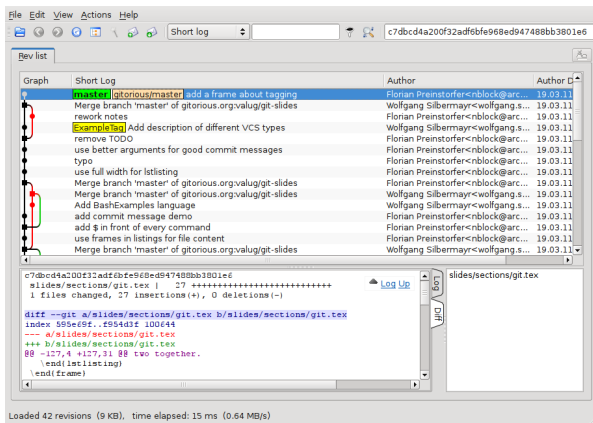 File Edit View Actions Help
Short log
c7dbcd4a200f32adf6bfe968ed947488bb3801e6
Rev list
Graph Short Log Author Author D
master gitorious/master add a frame about tagging Florian Preinstorfer<nblock@arc... 19.03.11
Merge branch 'master' of gitorious.org:valug/git-slides Wolfgang Silbermayr<wolfgang.s... 19.03.11
rework notes Florian Preinstorfer<nblock@arc... 19.03.11
ExampleTag Add description of different VCS types Wolfgang Silbermayr<wolfgang.s... 19.03.11
remove TODO Florian Preinstorfer<nblock@arc... 19.03.11
use better arguments for good commit messages Florian Preinstorfer<nblock@arc... 19.03.11
typo Florian Preinstorfer<nblock@arc... 19.03.11
use full width for lstlisting Florian Preinstorfer<nblock@arc... 19.03.11
Merge branch 'master' of gitorious.org:valug/git-slides Florian Preinstorfer<nblock@arc... 19.03.11
Merge branch 'master' of gitorious.org:valug/git-slides Wolfgang Silbermayr<wolfgang.s... 19.03.11
Add BashExamples language Wolfgang Silbermayr<wolfgang.s... 19.03.11
add commit message demo Florian Preinstorfer<nblock@arc... 19.03.11
add $ in front of every command Florian Preinstorfer<nblock@arc... 19.03.11
use frames in listings for file content Florian Preinstorfer<nblock@arc... 19.03.11
Merge branch 'master' of gitorious.org:valug/git-slides Wolfgang Silbermayr<wolfgang.s... 19.03.11
c7dbcd4a200f32adf6bfe968ed947488bb3801e6
slides/sections/git.tex | 27 +++++++++++++++++++++++++++
1 files changed, 27 insertions(+), 0 deletions(-)
Log Up
diff --git a/slides/sections/git.tex b/slides/sections/git.tex
index 595e69f..f954d3f 100644
--- a/slides/sections/git.tex
+++ b/slides/sections/git.tex
@@ -127,4 +127,31 @@ two together.
\end{lstlisting}
\end{frame}
Log
Diff
slides/sections/git.tex
Loaded 42 revisions (9 KB), time elapsed: 15 ms (0.64 MB/s)